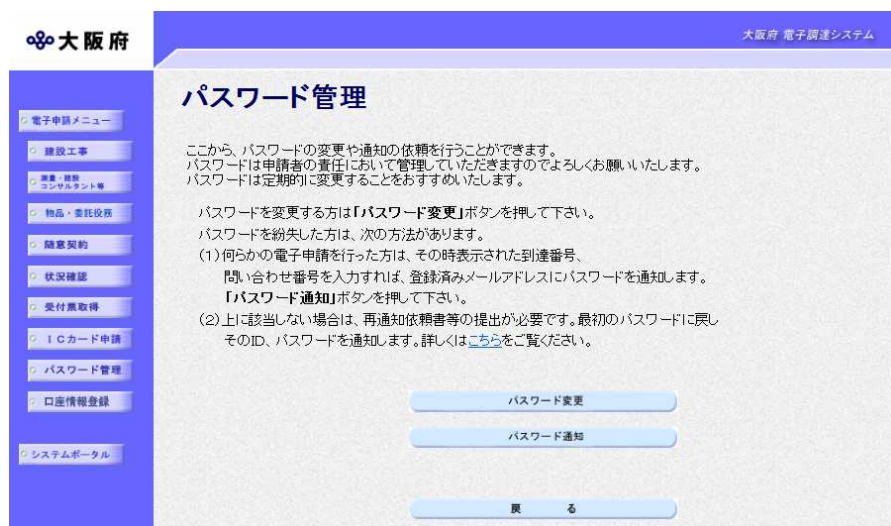 大阪府
大阪府 電子調達システム
電子申請メニュー
建設工事
測量・建設
コンサルタント等
物品・委託役務
随意契約
状況確認
受付票取得
ICカード申請
パスワード管理
口座情報登録
システムポータル
パスワード管理
ここから、パスワードの変更や通知の依頼を行うことができます。
パスワードは申請者の責任において管理していただきますのでよろしくお願いいたします。
パスワードは定期的に変更することをおすすめいたします。
パスワードを変更する方は「パスワード変更」ボタンを押して下さい。
パスワードを紛失した方は、次の方法があります。
(1)何らかの電子申請を行った方は、その時表示された到達番号、
問い合わせ番号を入力すれば、登録済みメールアドレスにパスワードを通知します。
「パスワード通知」ボタンを押して下さい。
(2)上に該当しない場合は、再通知依頼書等の提出が必要です。最初のパスワードに戻し
そのID、パスワードを通知します。詳しくはこちらをご覧ください。
パスワード変更
パスワード通知
戻 る